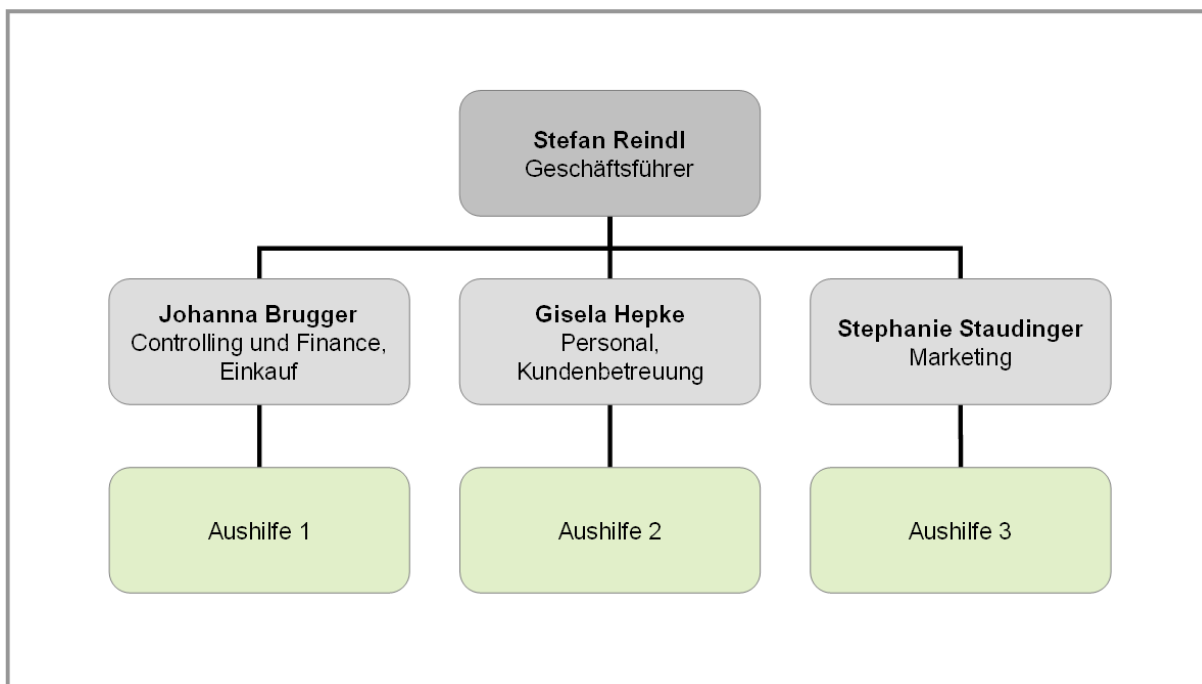 Stefan Reindl
Geschäftsführer
Johanna Brugger
Controlling und Finance,
Einkauf
Gisela Hepke
Personal,
Kundenbetreuung
Stephanie Staudinger
Marketing
Aushilfe 1
Aushilfe 2
Aushilfe 3